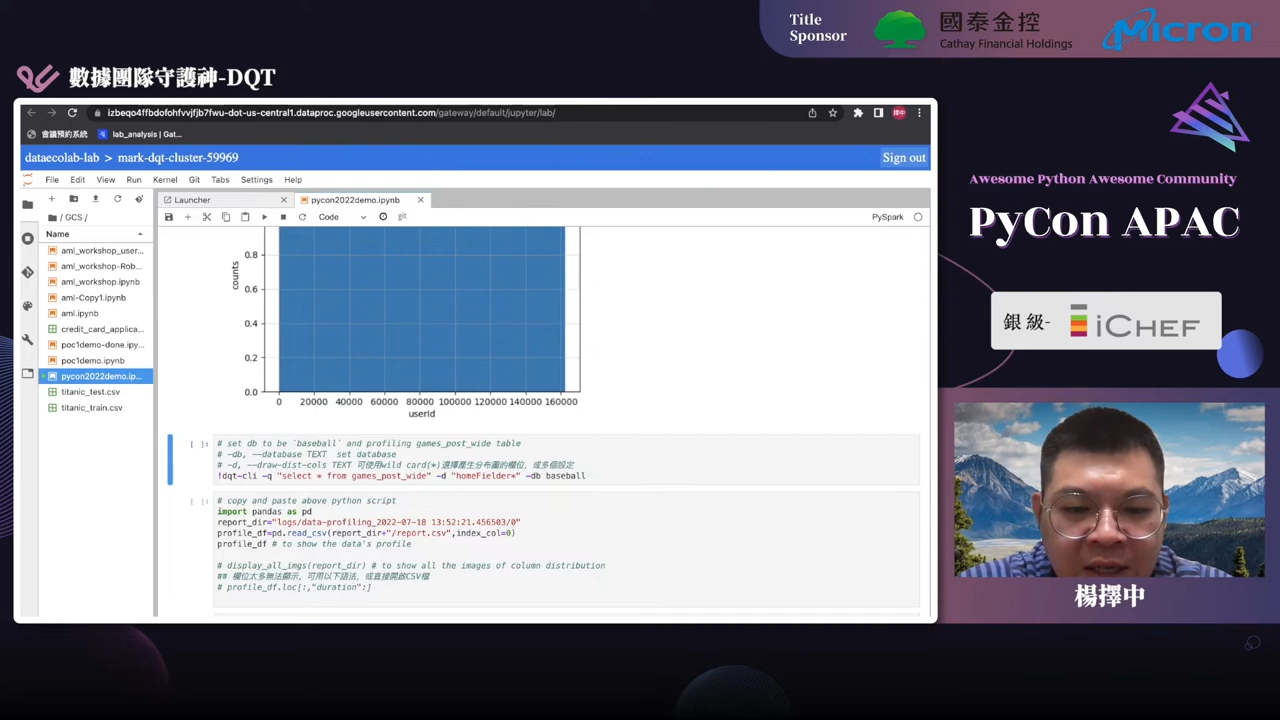 Title
Sponsor
國泰金控
Cathay Financial Holdings
Micron
數據團隊守護神-DQT
izbeqo4ffbdofohfvvjfjb7fwu-dot-us-central1.dataproc.googleusercontent.com/gateway/default/jupyter/lab/
會議預約系統
lab_analysis | Gat...
dataecolab-lab > mark-dqt-cluster-59969
Sign out
File Edit View Run Kernel Git Tabs Settings Help
Launcher
pycon2022demo.ipynb
Code
git
PySpark
/ GCS /
Name
aml_workshop_user...
aml_workshop-Rob...
aml_workshop.ipynb
aml-Copy1.ipynb
aml.ipynb
credit_card_applica...
poc1demo-done.ipy...
poc1demo.ipynb
pycon2022demo.ip...
titanic_test.csv
titanic_train.csv
counts
0.8
0.6
0.4
0.2
0.0
0 20000 40000 60000 80000 100000 120000 140000 160000
userId
[ ]:
# set db to be `baseball` and profiling games_post_wide table
# -db, --database TEXT set database
# -d, --draw-dist-cols TEXT 可使用wild card(*)選擇產生分布圖的欄位, 或多個設定
!dqt-cli -q "select * from games_post_wide" -d "homeFielder*" -db baseball
[ ]:
# copy and paste above python script
import pandas as pd
report_dir="logs/data-profiling_2022-07-18 13:52:21.456503/0"
profile_df=pd.read_csv(report_dir+"/report.csv",index_col=0)
profile_df # to show the data's profile
# display_all_imgs(report_dir) # to show all the images of column distribution
## 欄位太多無法顯示, 可用以下語法, 或直接開啟CSV檔
# profile_df.loc[:,"duration":]
Awesome Python Awesome Community
PyCon APAC
銀級-
iCHEF
楊擇中